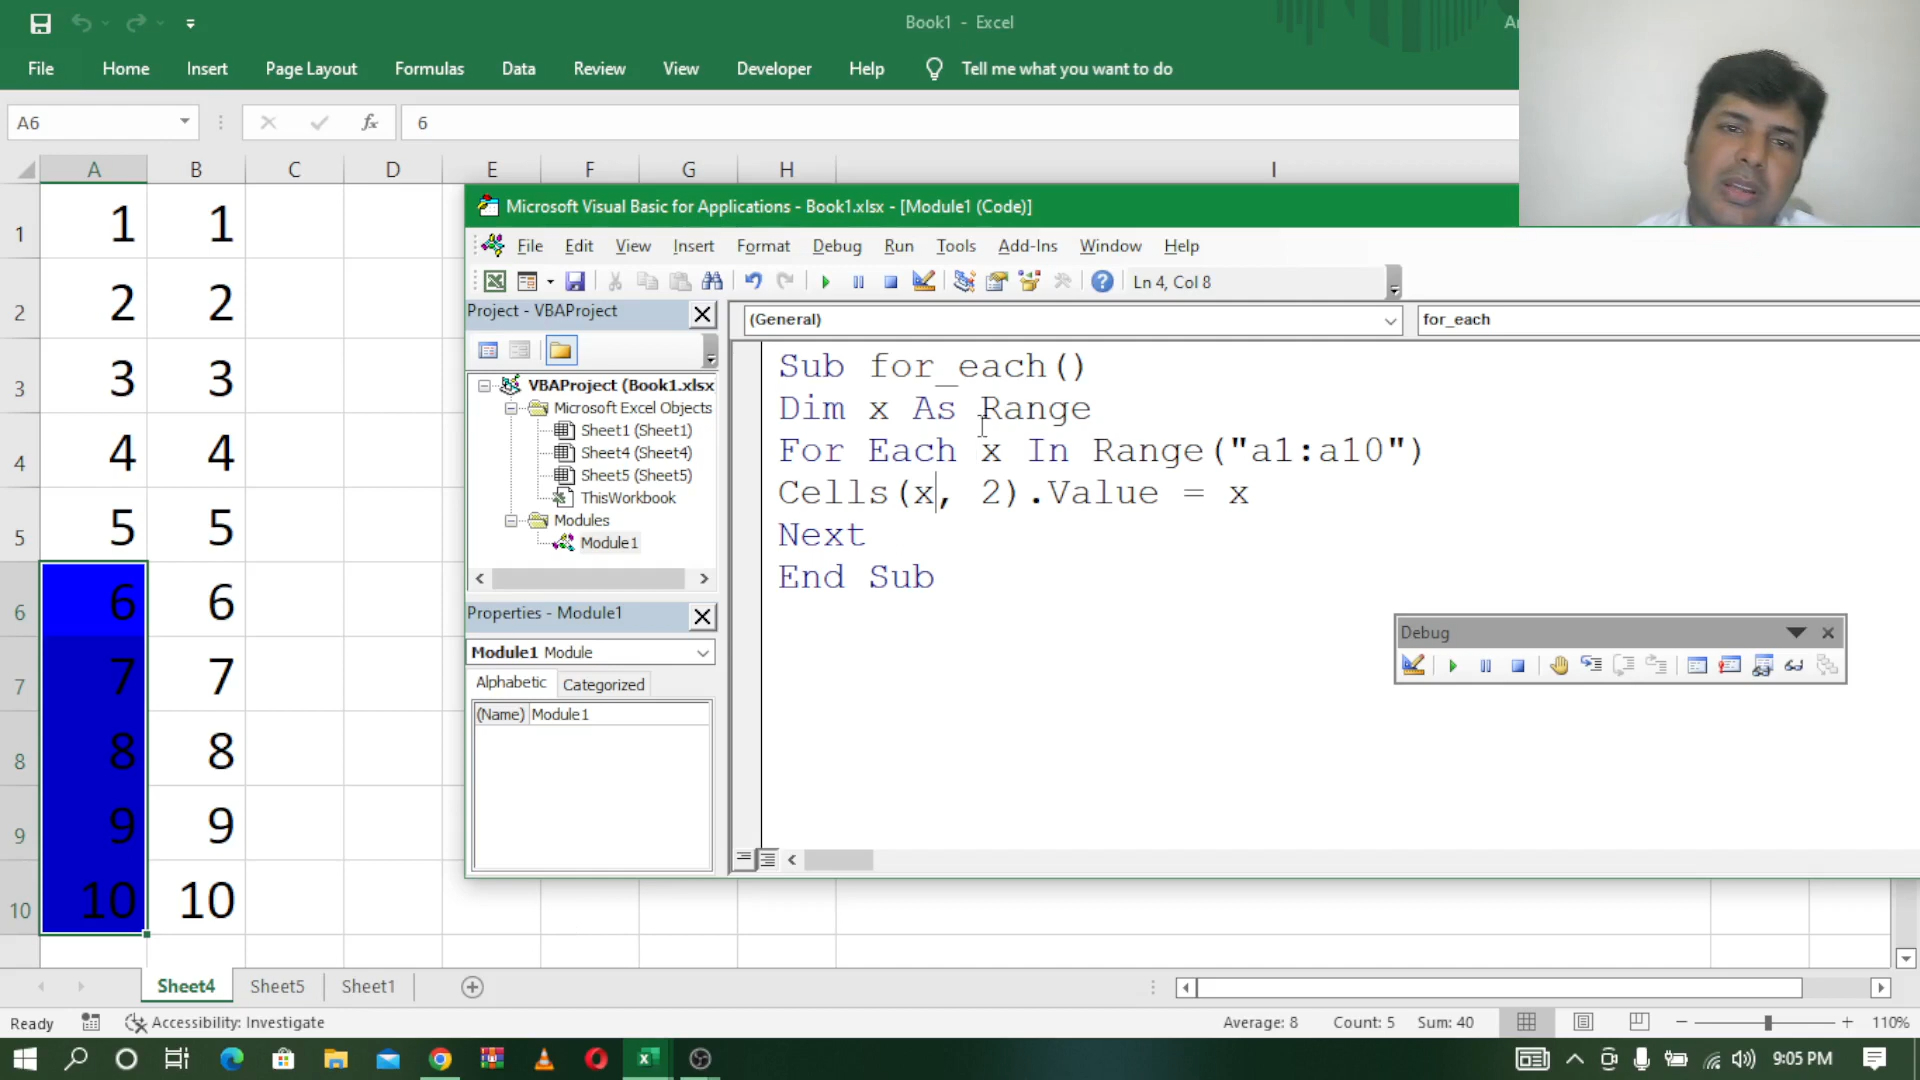 Book1 - Excel
File Home Insert Page Layout Formulas Data Review View Developer Help Tell me what you want to do
A6 fx 6
A B C D E F G H I
1 1 1
2 2 2
3 3 3
4 4 4
5 5 5
6 6 6
7 7 7
8 8 8
9 9 9
10 10 10
Microsoft Visual Basic for Applications - Book1.xlsx - [Module1 (Code)]
File Edit View Insert Format Debug Run Tools Add-Ins Window Help
Ln 4, Col 8
Project - VBAProject
VBAProject (Book1.xlsx
Microsoft Excel Objects
Sheet1 (Sheet1)
Sheet4 (Sheet4)
Sheet5 (Sheet5)
ThisWorkbook
Modules
Module1
Properties - Module1
Module1 Module
Alphabetic Categorized
(Name) Module1
(General) for_each
Sub for_each()
Dim x As Range
For Each x In Range("a1:a10")
Cells(x, 2).Value = x
Next
End Sub
Debug
Sheet4 Sheet5 Sheet1
Ready Accessibility: Investigate Average: 8 Count: 5 Sum: 40 110%
9:05 PM